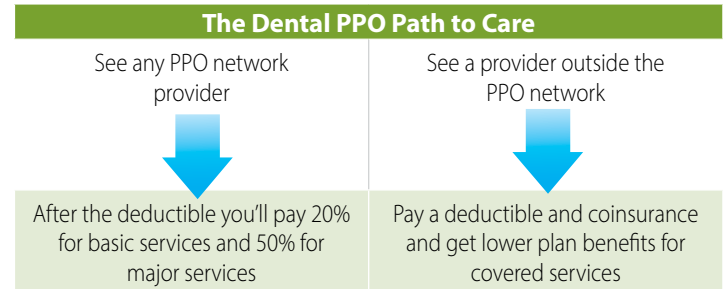 The Dental PPO Path to Care
See any PPO network
provider
See a provider outside the
PPO network
After the deductible you'll pay 20%
for basic services and 50% for
major services
Pay a deductible and coinsurance
and get lower plan benefits for
covered services